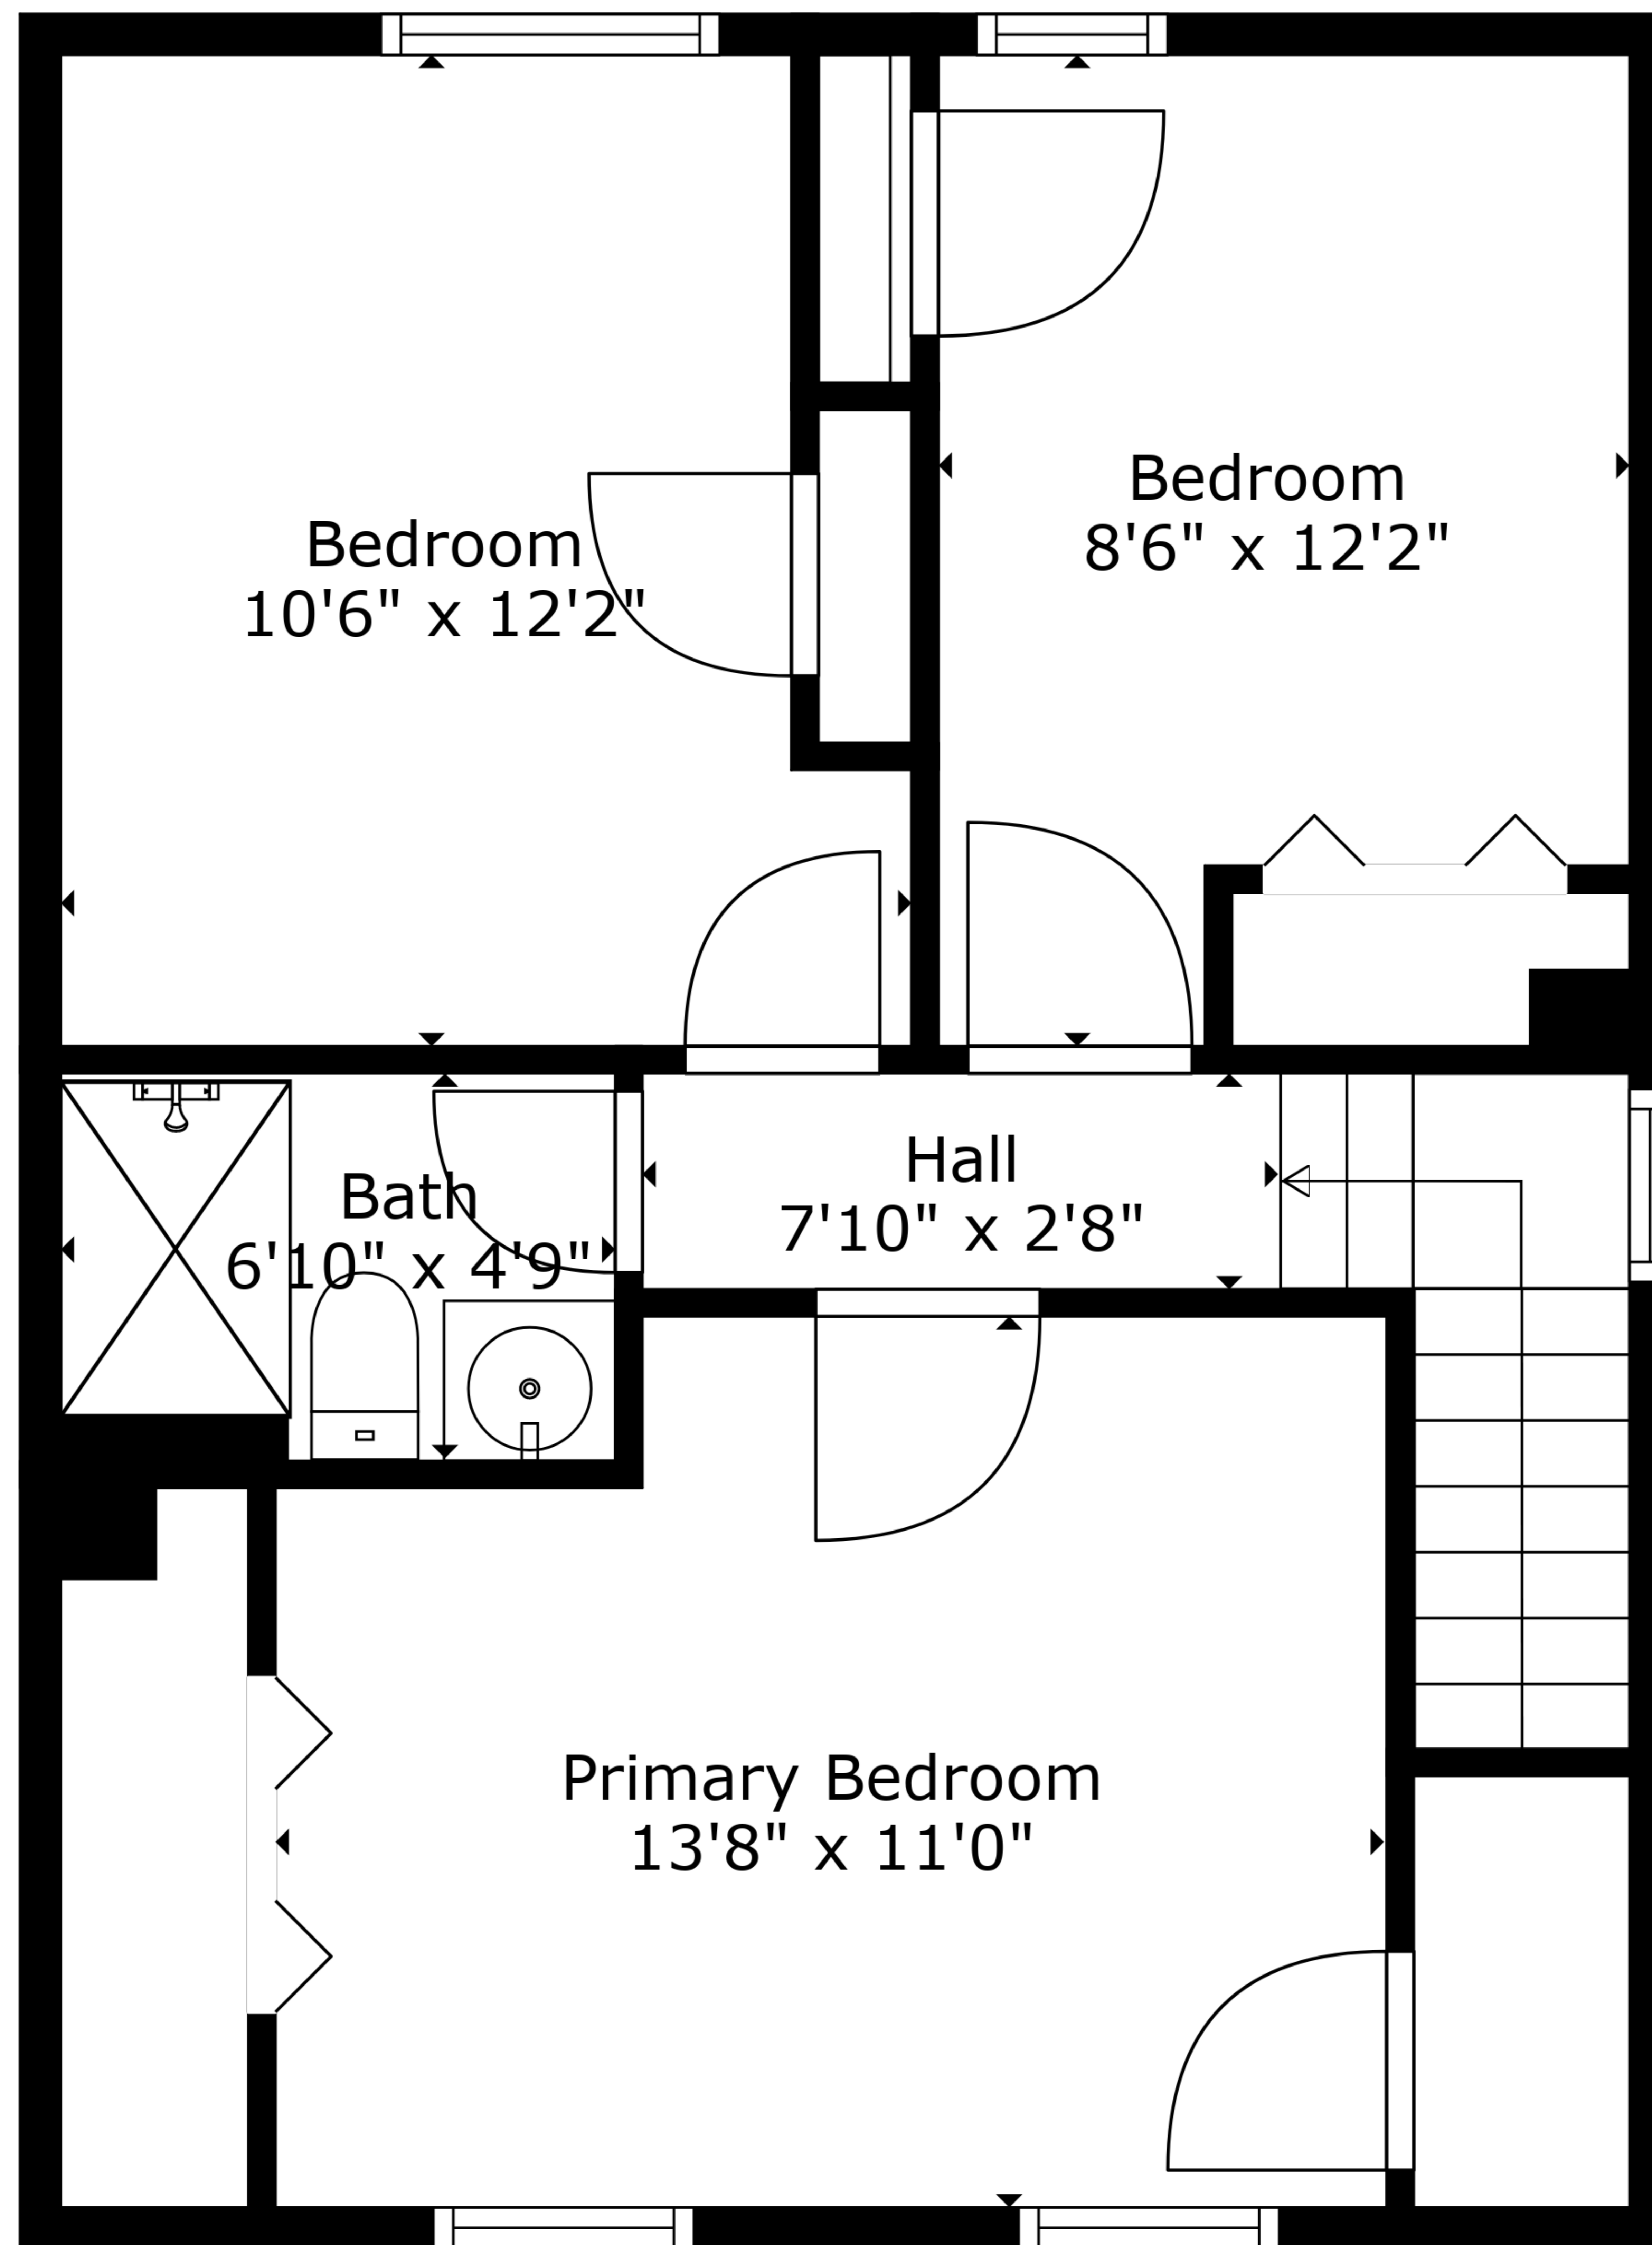 Bedroom
10'6" x 12'2"
Bedroom
8'6" x 12'2"
Bath
6'10" x 4'9"
Hall
7'10" x 2'8"
Primary Bedroom
13'8" x 11'0"